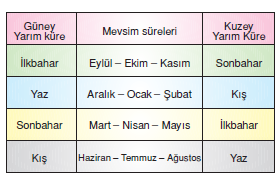 Güney Yarım küre Mevsim süreleri Kuzey Yarım Küre
İlkbahar Eylül – Ekim – Kasım Sonbahar
Yaz Aralık – Ocak – Şubat Kış
Sonbahar Mart – Nisan – Mayıs İlkbahar
Kış Haziran – Temmuz – Ağustos Yaz